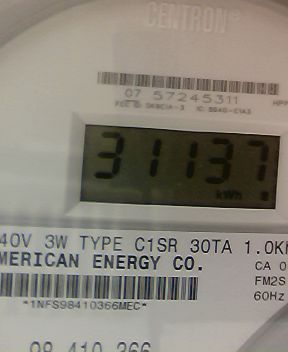 CENTRON®
07 57245311
31137
kWh
40V 3W TYPE C1SR 30TA 1.0K
MERICAN ENERGY CO.
CA 0
FM2S
60Hz
*1NFS98410366MEC*
98 410 366